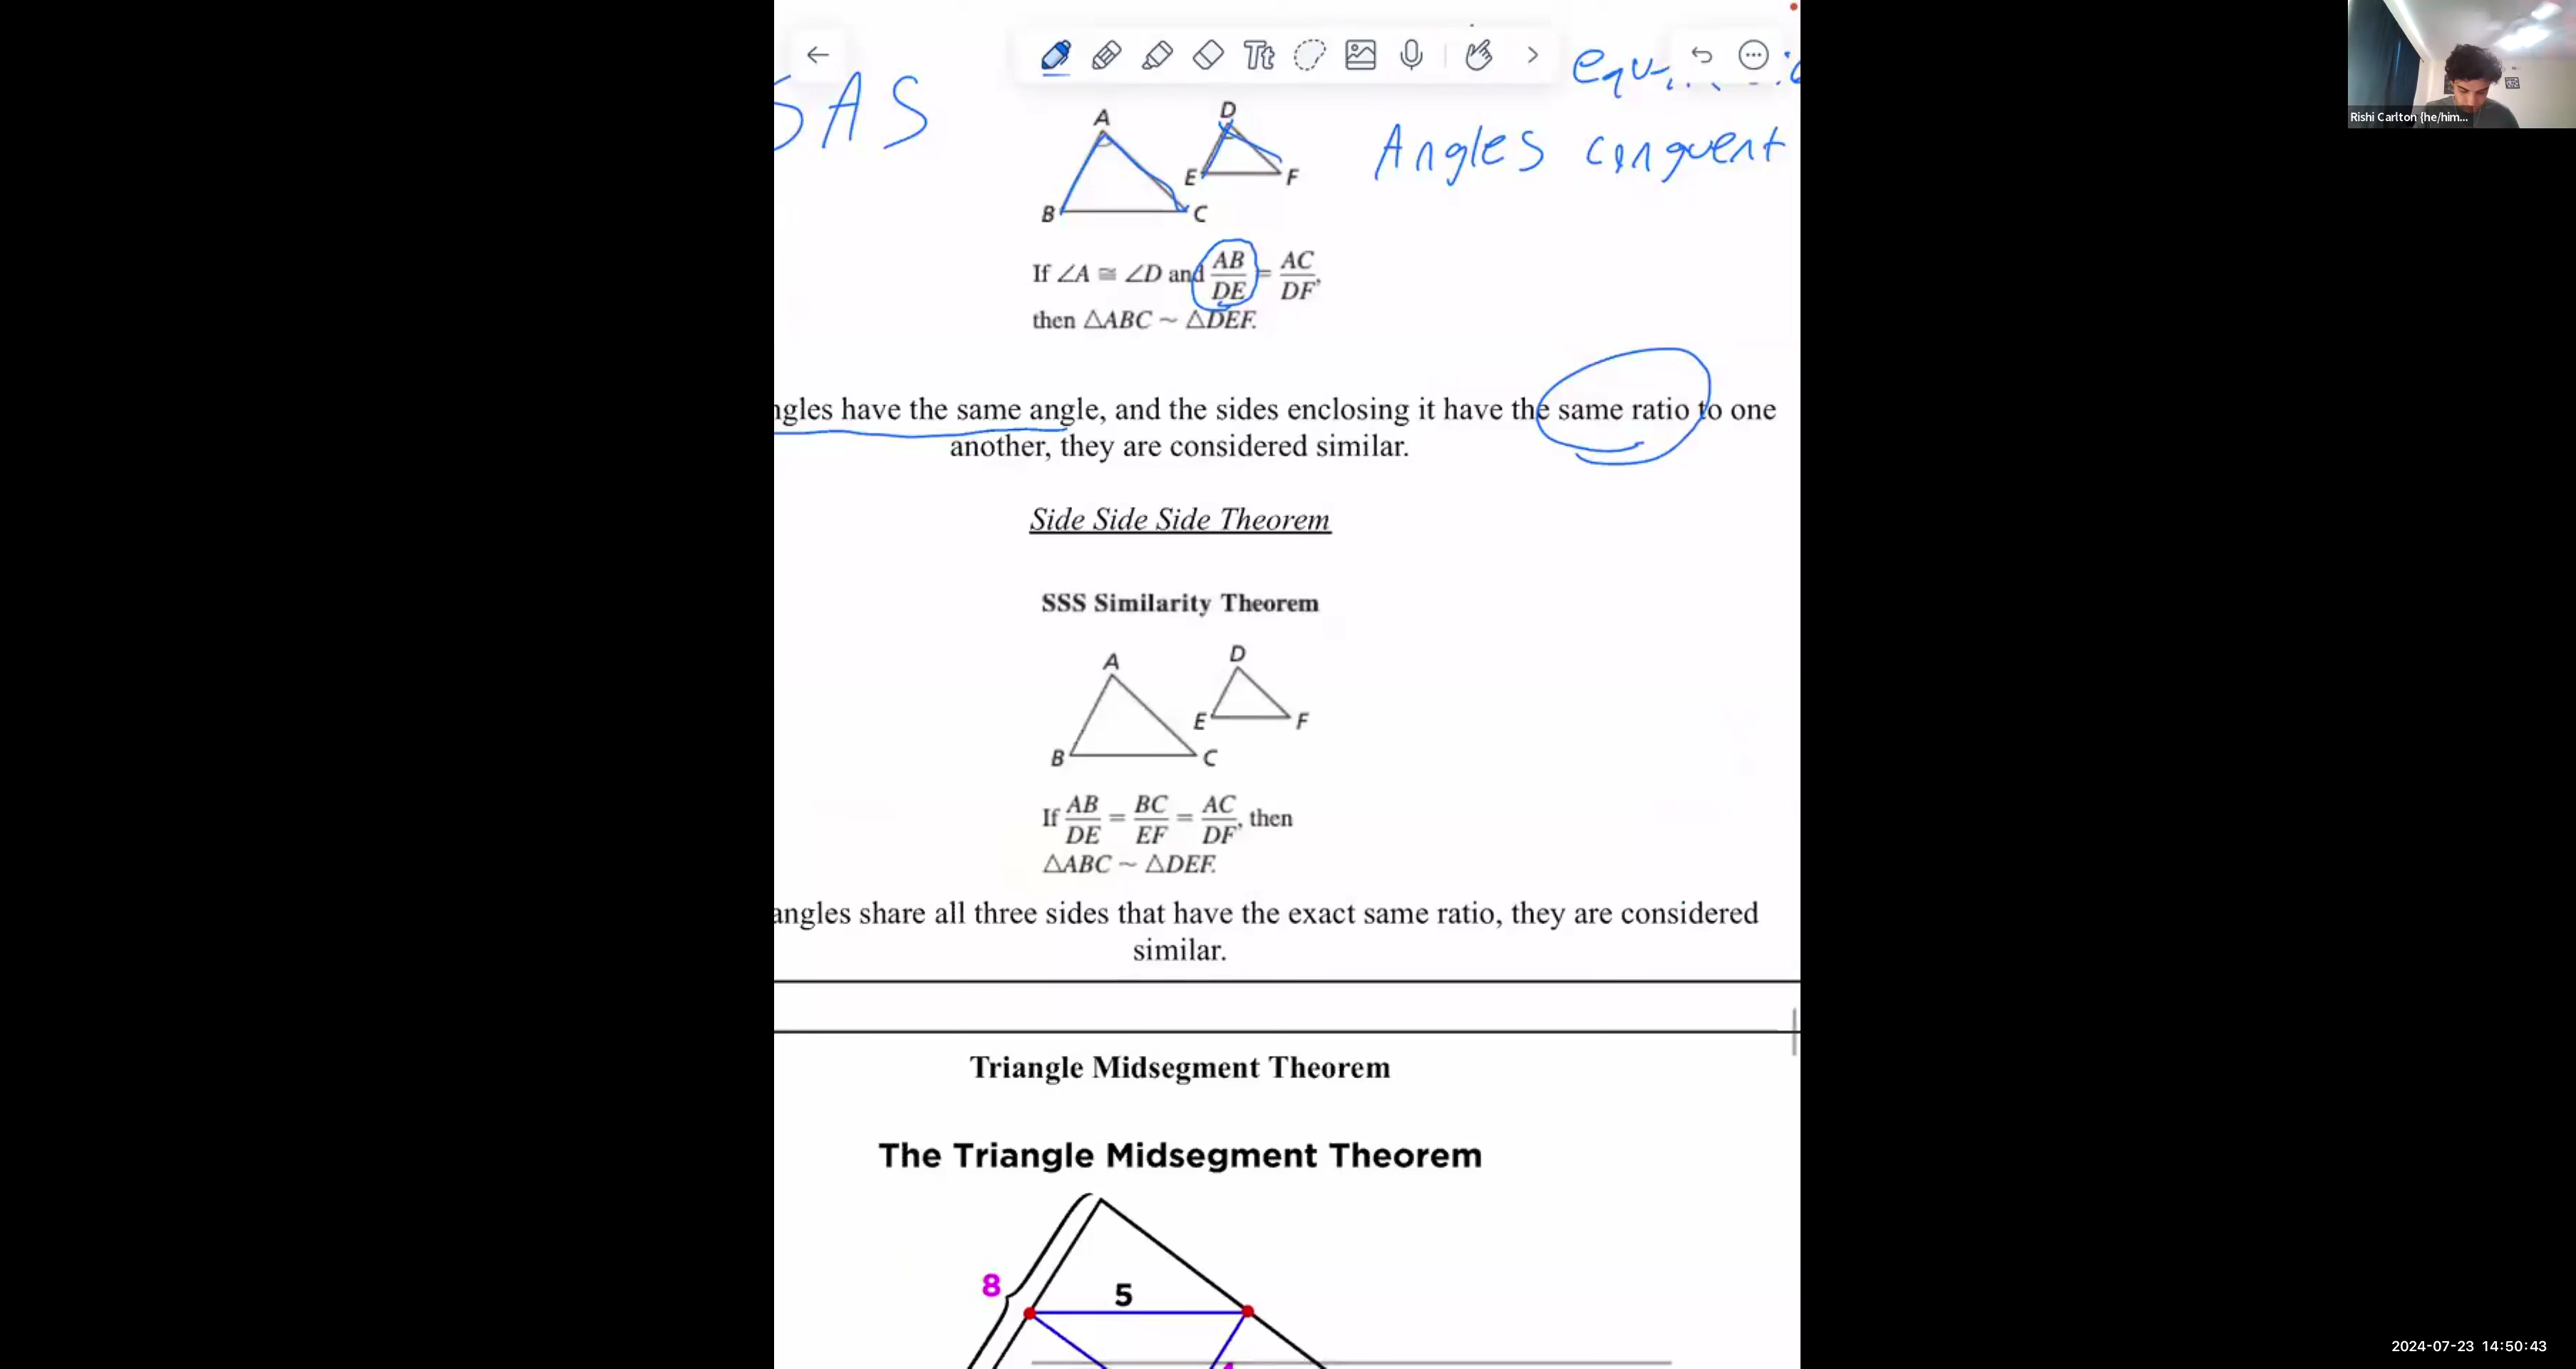 Tt
SAS
Angles conguent
A
D
E
F
B
C
If ∠A ≅ ∠D and AB/DE = AC/DF,
then △ABC ~ △DEF.
ngles have the same angle, and the sides enclosing it have the same ratio to one
another, they are considered similar.
Side Side Side Theorem
SSS Similarity Theorem
A
D
E
F
B
C
If AB/DE = BC/EF = AC/DF, then
△ABC ~ △DEF.
angles share all three sides that have the exact same ratio, they are considered
similar.
Triangle Midsegment Theorem
The Triangle Midsegment Theorem
8
5
Rishi Carlton (he/him...
2024-07-23 14:50:43